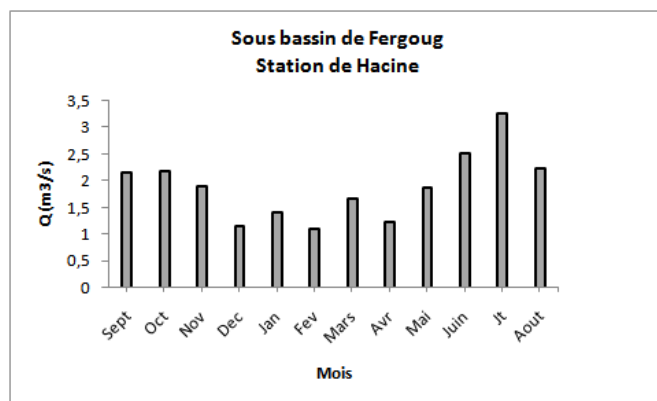 Sous bassin de Fergoug
Station de Hacine
Q (m3/s)
3,5
3
2,5
2
1,5
1
0,5
0
Sept
Oct
Nov
Dec
Jan
Fev
Mars
Avr
Mai
Juin
Jt
Aout
Mois